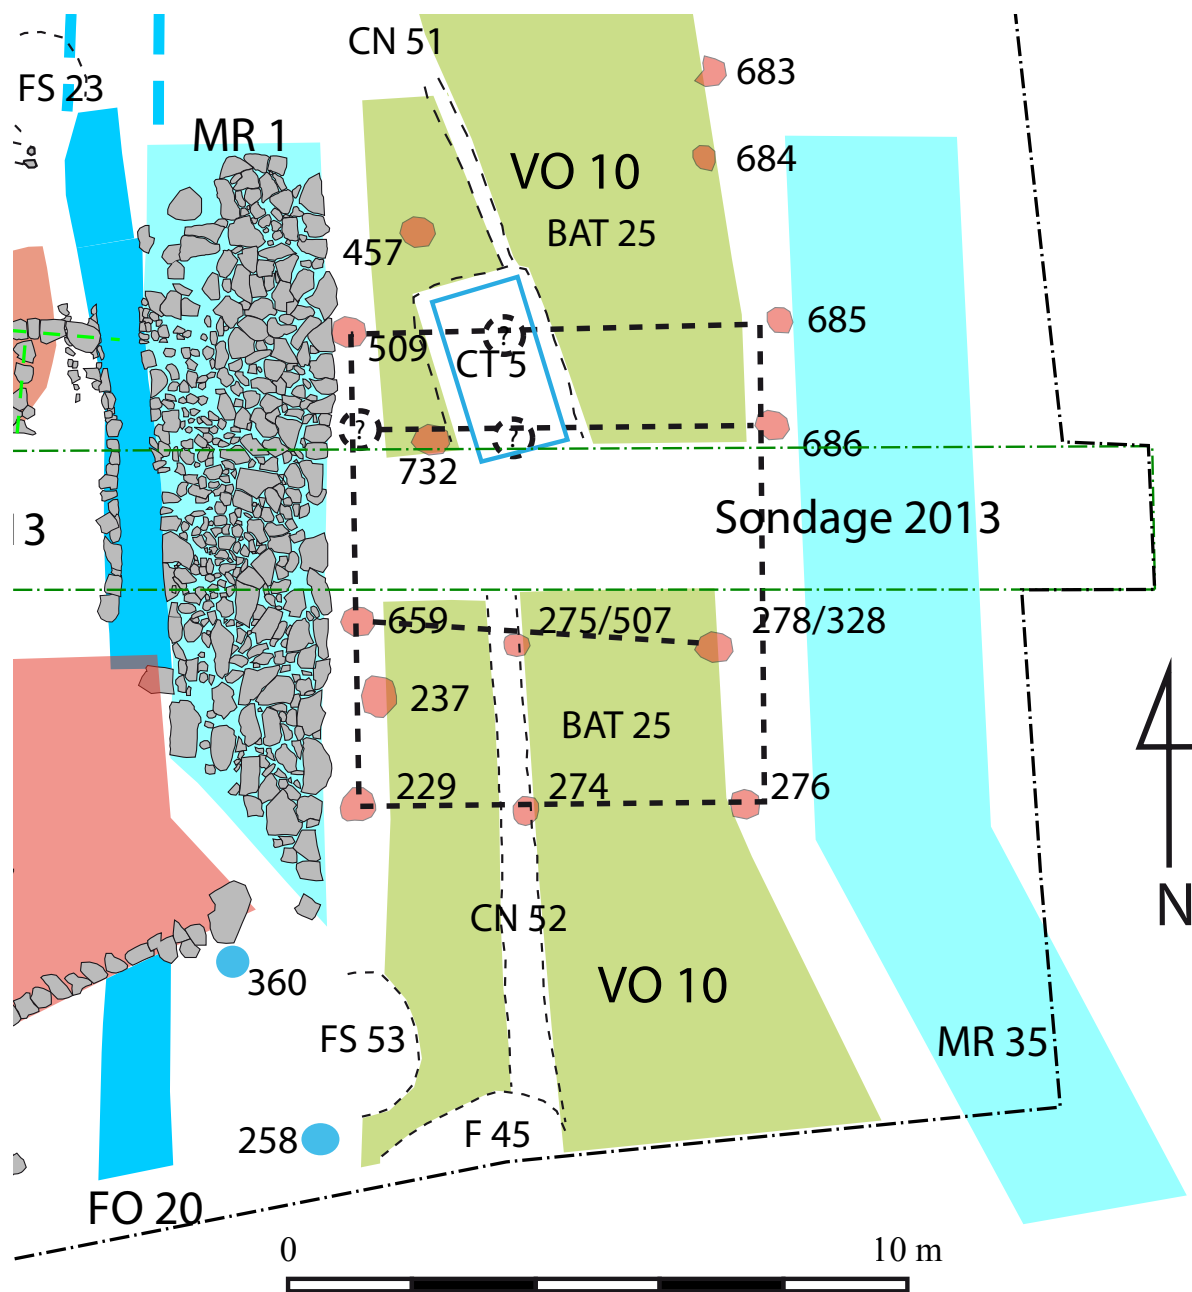 CN 51
683
FS 23
MR 1
684
VO 10
BAT 25
457
685
?
509
CT 5
?
?
686
732
Sondage 2013
13
659
275/507
278/328
237
BAT 25
229
274
276
CN 52
VO 10
N
360
FS 53
MR 35
258
F 45
FO 20
0
10 m